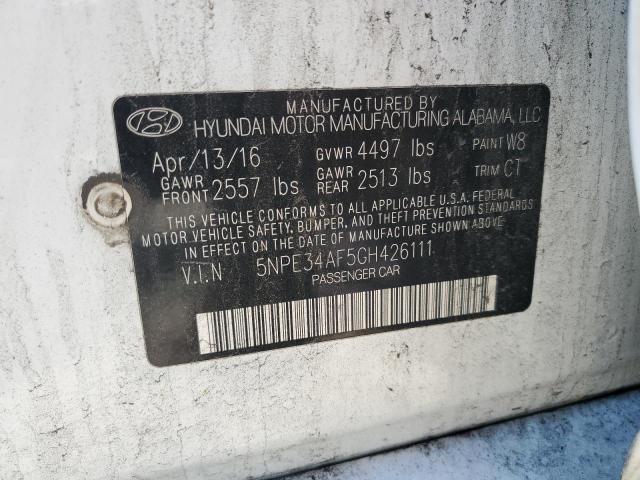 MANUFACTURED BY
HYUNDAI MOTOR MANUFACTURING ALABAMA, LLC
Apr/13/16 GVWR 4497 lbs PAINT W8
GAWR FRONT 2557 lbs GAWR REAR 2513 lbs TRIM CT
THIS VEHICLE CONFORMS TO ALL APPLICABLE U.S.A. FEDERAL
MOTOR VEHICLE SAFETY, BUMPER, AND THEFT PREVENTION STANDARDS
IN EFFECT ON THE DATE OF MANUFACTURE SHOWN ABOVE.
V.I.N 5NPE34AF5GH426111
PASSENGER CAR